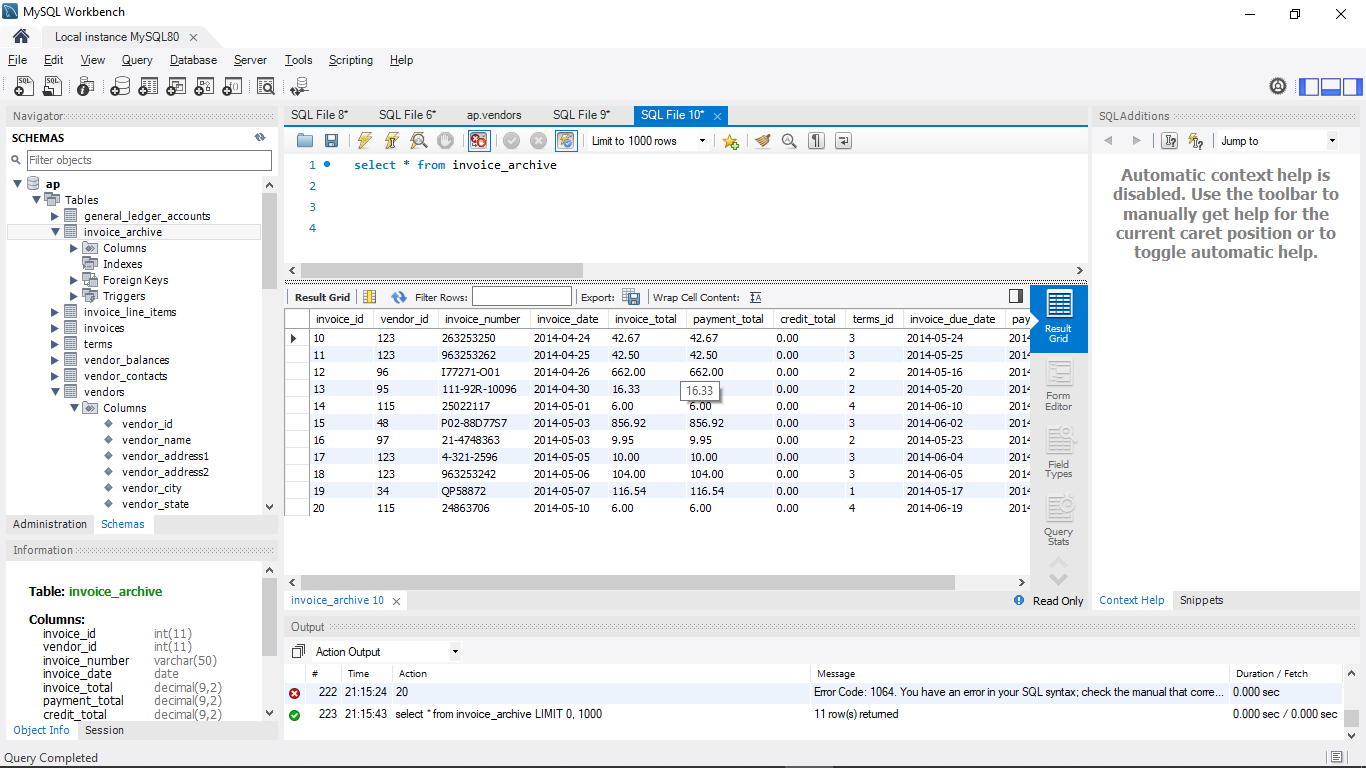 MySQL Workbench
Local instance MySQL80
File Edit View Query Database Server Tools Scripting Help
Navigator
SCHEMAS
Filter objects
ap
Tables
general_ledger_accounts
invoice_archive
Columns
Indexes
Foreign Keys
Triggers
invoice_line_items
invoices
terms
vendor_balances
vendor_contacts
vendors
Columns
vendor_id
vendor_name
vendor_address1
vendor_address2
vendor_city
vendor_state
Administration Schemas
Information
Table: invoice_archive
Columns:
invoice_id int(11)
vendor_id int(11)
invoice_number varchar(50)
invoice_date date
invoice_total decimal(9,2)
payment_total decimal(9,2)
credit_total decimal(9,2)
Object Info Session
Query Completed
SQL File 8* SQL File 6* ap.vendors SQL File 9* SQL File 10*
Limit to 1000 rows
1 select * from invoice_archive
2
3
4
Result Grid Filter Rows: Export: Wrap Cell Content:
invoice_id vendor_id invoice_number invoice_date invoice_total payment_total credit_total terms_id invoice_due_date pay
10 123 263253250 2014-04-24 42.67 42.67 0.00 3 2014-05-24 2014
11 123 963253262 2014-04-25 42.50 42.50 0.00 3 2014-05-25 2014
12 96 I77271-O01 2014-04-26 662.00 662.00 0.00 2 2014-05-16 2014
13 95 111-92R-10096 2014-04-30 16.33 16.33 0.00 2 2014-05-20 2014
14 115 25022117 2014-05-01 6.00 6.00 0.00 4 2014-06-10 2014
15 48 P02-88D77S7 2014-05-03 856.92 856.92 0.00 3 2014-06-02 2014
16 97 21-4748363 2014-05-03 9.95 9.95 0.00 2 2014-05-23 2014
17 123 4-321-2596 2014-05-05 10.00 10.00 0.00 3 2014-06-04 2014
18 123 963253242 2014-05-06 104.00 104.00 0.00 3 2014-06-05 2014
19 34 QP58872 2014-05-07 116.54 116.54 0.00 1 2014-05-17 2014
20 115 24863706 2014-05-10 6.00 6.00 0.00 4 2014-06-19 2014
Result
Grid
Form
Editor
Field
Types
Query
Stats
invoice_archive 10
Read Only
SQLAdditions
Jump to
Automatic context help is
disabled. Use the toolbar to
manually get help for the
current caret position or to
toggle automatic help.
Context Help Snippets
Output
Action Output
# Time Action Message Duration / Fetch
222 21:15:24 20 Error Code: 1064. You have an error in your SQL syntax; check the manual that corre... 0.000 sec
223 21:15:43 select * from invoice_archive LIMIT 0, 1000 11 row(s) returned 0.000 sec / 0.000 sec